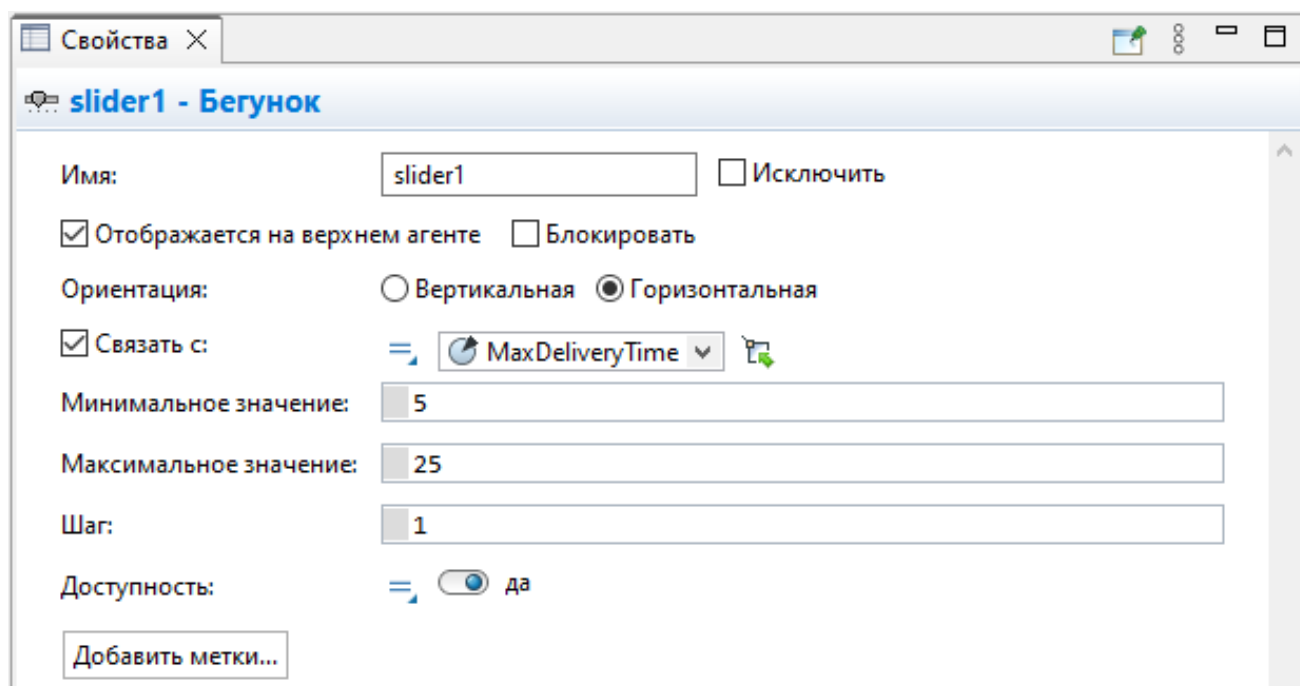 Свойства
slider1 - Бегунок
Имя: slider1 Исключить
Отображается на верхнем агенте Блокировать
Ориентация: Вертикальная Горизонтальная
Связать с: MaxDeliveryTime
Минимальное значение: 5
Максимальное значение: 25
Шаг: 1
Доступность: да
Добавить метки...